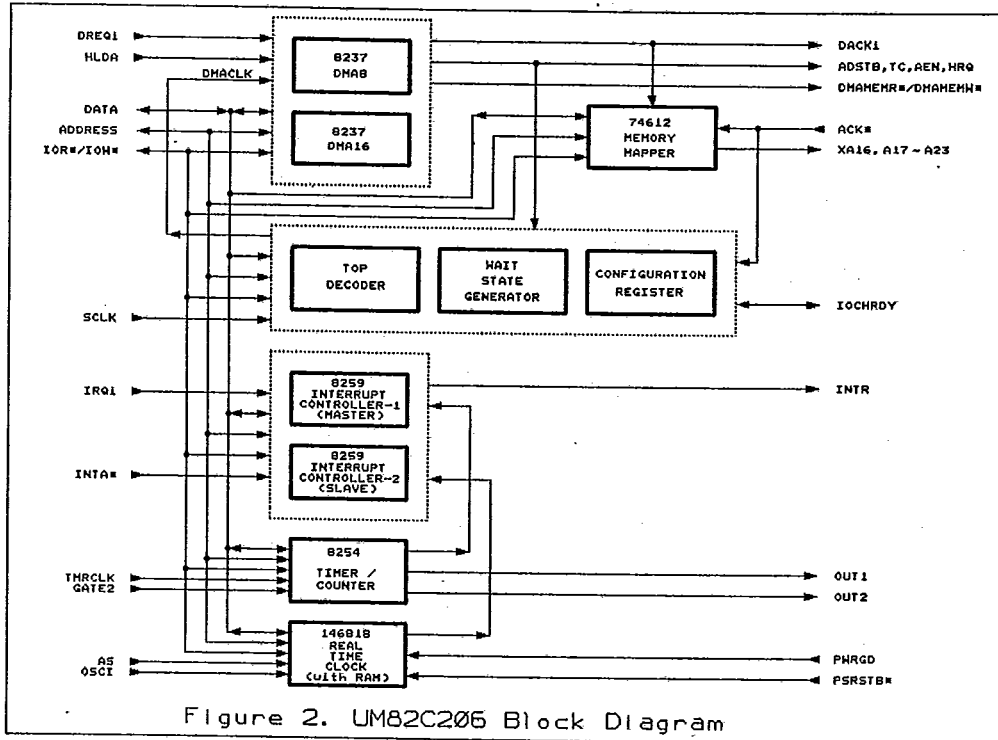 DREQ1
HLDA
DMACLK
DATA
ADDRESS
IOR*/IOW*
8237
DMA8
8237
DMA16
DACK1
ADSTB,TC,AEN,HRQ
DMAMEMR*/DMAMEMW*
74612
MEMORY
MAPPER
ACK*
XA16, A17~A23
TOP
DECODER
WAIT
STATE
GENERATOR
CONFIGURATION
REGISTER
SCLK
IOCHRDY
IRQ1
INTA*
8259
INTERRUPT
CONTROLLER-1
(MASTER)
8259
INTERRUPT
CONTROLLER-2
(SLAVE)
INTR
TMRCLK
GATE2
8254
TIMER /
COUNTER
OUT1
OUT2
AS
OSCI
146818
REAL
TIME
CLOCK
(with RAM)
PWRGD
PSRSTB*
Figure 2. UM82C206 Block Diagram